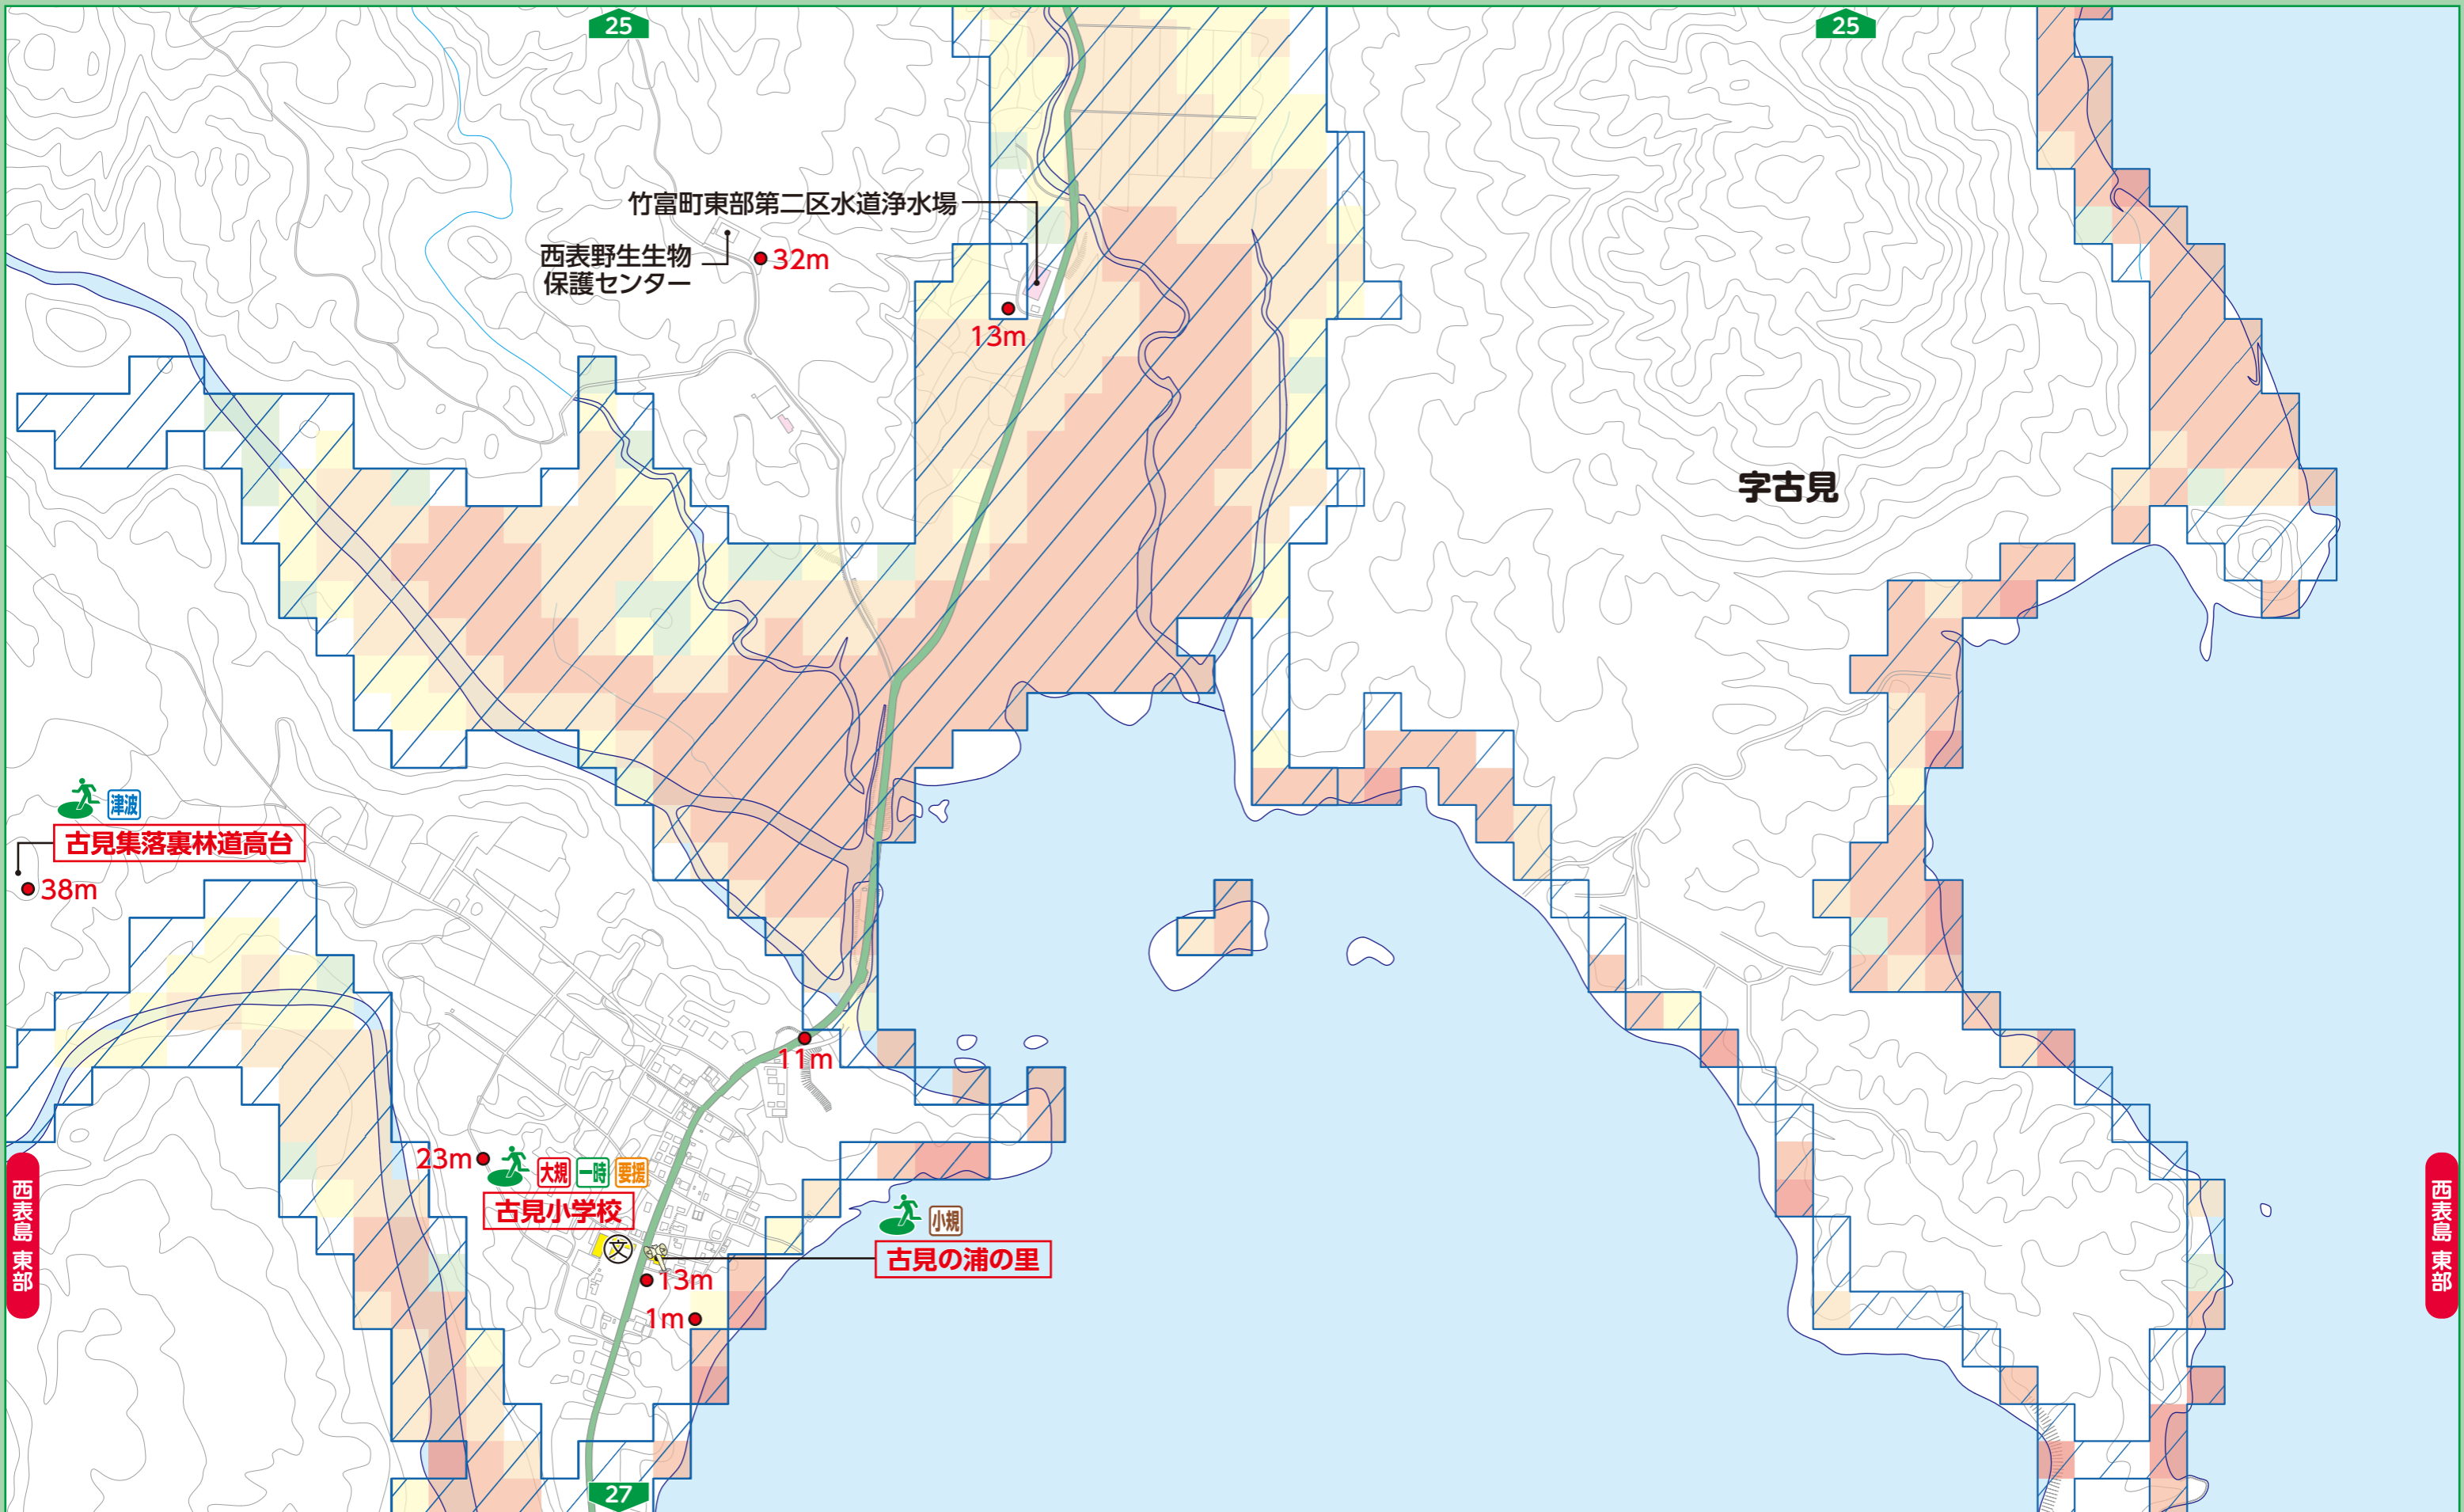 25
25
竹富町東部第二区水道浄水場
西表野生生物
保護センター
32m
13m
字古見
津波
古見集落裏林道高台
38m
11m
23m
大規
一時
要援
古見小学校
文
小規
古見の浦の里
13m
1m
西表島 東部
西表島 東部
27